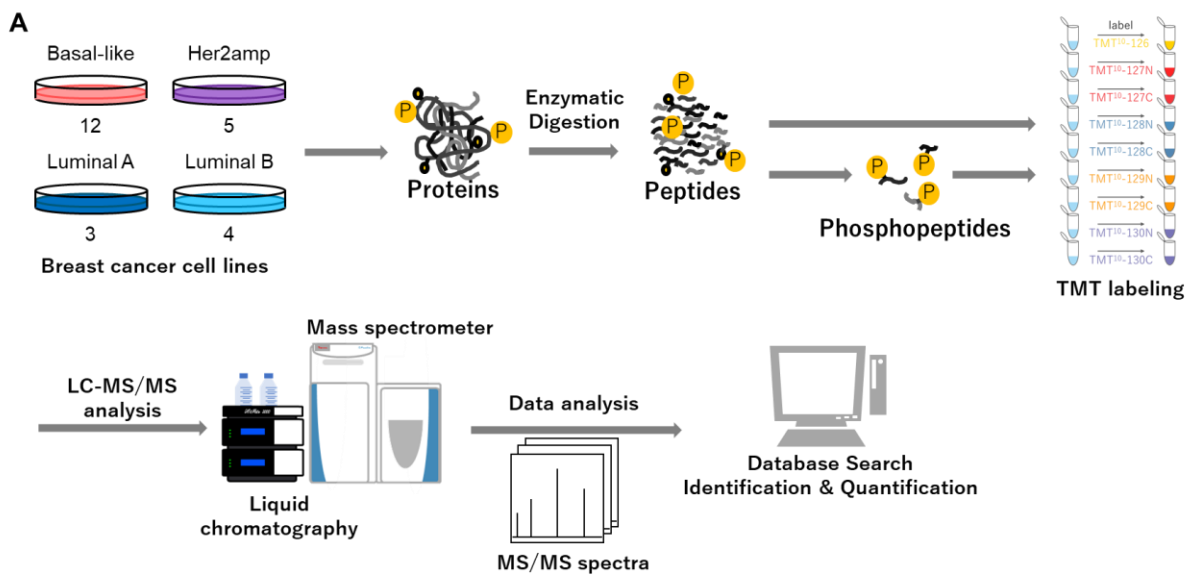 A
Basal-like
Her2amp
12
5
Luminal A
Luminal B
3
4
Breast cancer cell lines
P
P
Proteins
Enzymatic
Digestion
P
P
P
Peptides
P
P
P
Phosphopeptides
label
TMT¹⁰-126
TMT¹⁰-127N
TMT¹⁰-127C
TMT¹⁰-128N
TMT¹⁰-128C
TMT¹⁰-129N
TMT¹⁰-129C
TMT¹⁰-130N
TMT¹⁰-130C
TMT labeling
LC-MS/MS
analysis
Mass spectrometer
Liquid
chromatography
Data analysis
MS/MS spectra
Database Search
Identification & Quantification